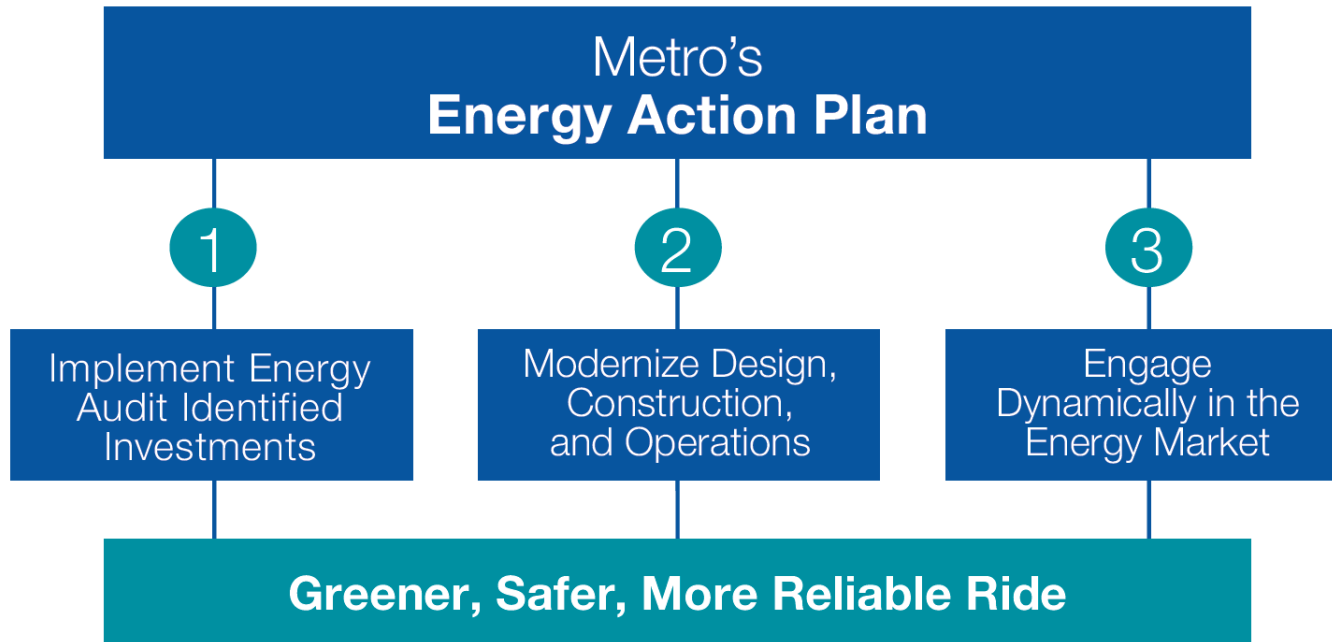 Metro’s
Energy Action Plan
1
2
3
Implement Energy
Audit Identified
Investments
Modernize Design,
Construction,
and Operations
Engage
Dynamically in the
Energy Market
Greener, Safer, More Reliable Ride